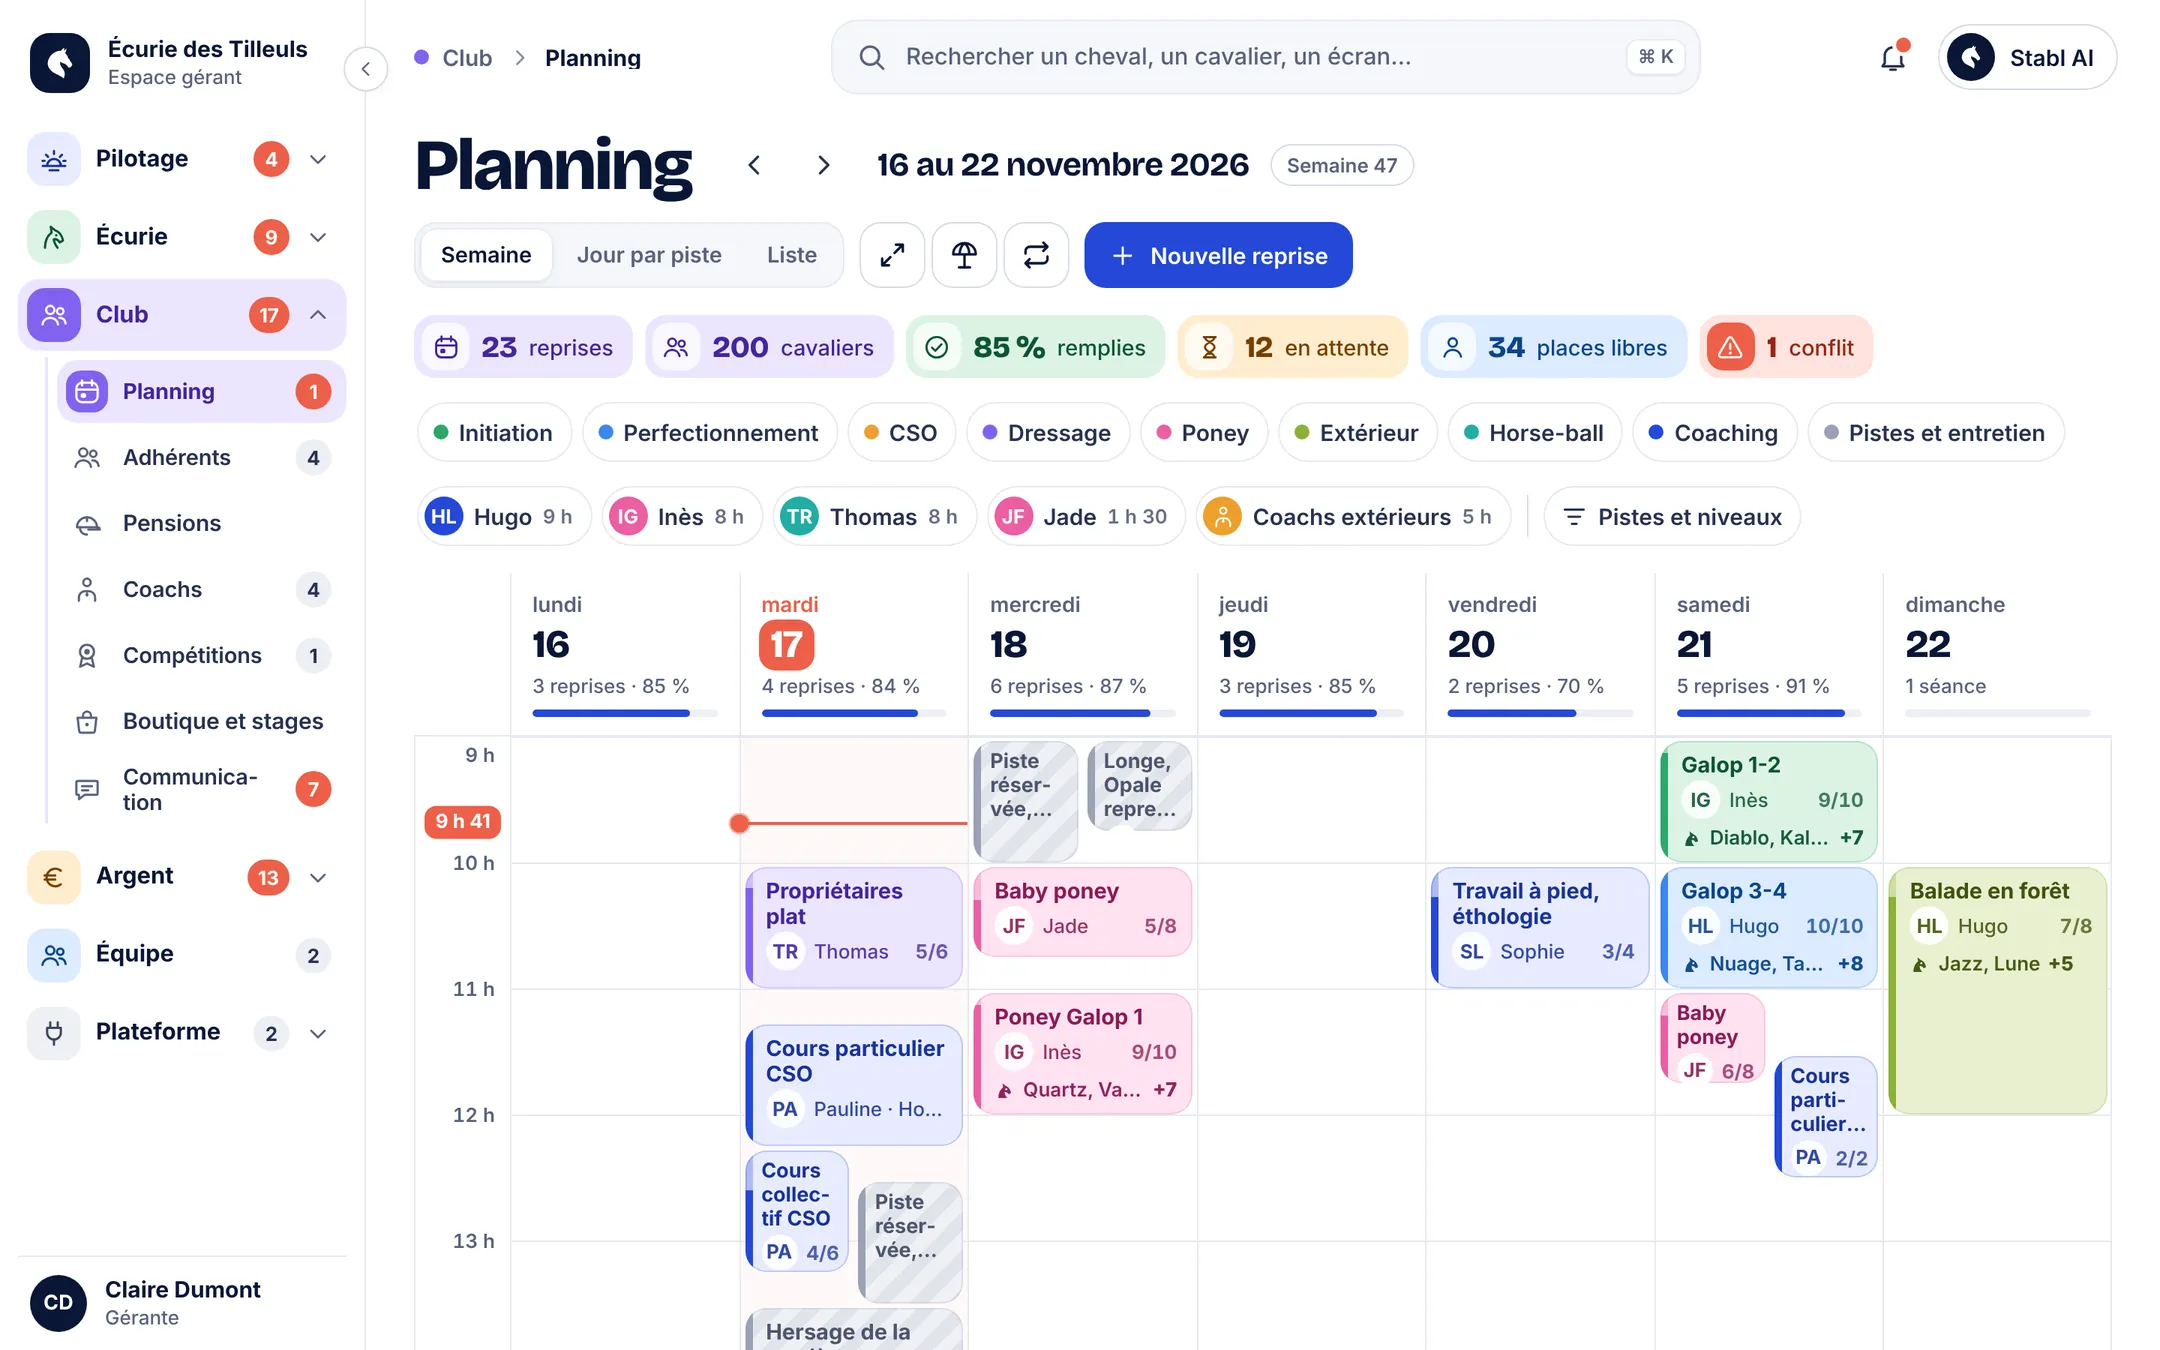 Écurie des Tilleuls
Espace gérant
Club
Planning
Rechercher un cheval, un cavalier, un écran...
⌘ K
Stabl AI
Pilotage
4
Écurie
9
Club
17
Planning
1
Adhérents
4
Pensions
Coachs
4
Compétitions
1
Boutique et stages
Communica-
tion
7
Argent
13
Équipe
2
Plateforme
2
CD
Claire Dumont
Gérante
Planning
16 au 22 novembre 2026
Semaine 47
Semaine
Jour par piste
Liste
+ Nouvelle reprise
23 reprises
200 cavaliers
85 % remplies
12 en attente
34 places libres
1 conflit
Initiation
Perfectionnement
CSO
Dressage
Poney
Extérieur
Horse-ball
Coaching
Pistes et entretien
HL Hugo 9 h
IG Inès 8 h
TR Thomas 8 h
JF Jade 1 h 30
Coachs extérieurs 5 h
Pistes et niveaux
lundi
16
3 reprises · 85 %
mardi
17
4 reprises · 84 %
mercredi
18
6 reprises · 87 %
jeudi
19
3 reprises · 85 %
vendredi
20
2 reprises · 70 %
samedi
21
5 reprises · 91 %
dimanche
22
1 séance
9 h
9 h 41
10 h
11 h
12 h
13 h
Propriétaires
plat
TR Thomas 5/6
Cours particulier
CSO
PA Pauline · Ho...
Cours
collec-
tif CSO
PA 4/6
Piste
réser-
vée,...
Hersage de la
Piste
réser-
vée,...
Longe,
Opale
repre...
Baby poney
JF Jade 5/8
Poney Galop 1
IG Inès 9/10
Quartz, Va... +7
Travail à pied,
éthologie
SL Sophie 3/4
Galop 1-2
IG Inès 9/10
Diablo, Kal... +7
Galop 3-4
HL Hugo 10/10
Nuage, Ta... +8
Baby
poney
JF 6/8
Cours
parti-
culier...
PA 2/2
Balade en forêt
HL Hugo 7/8
Jazz, Lune +5